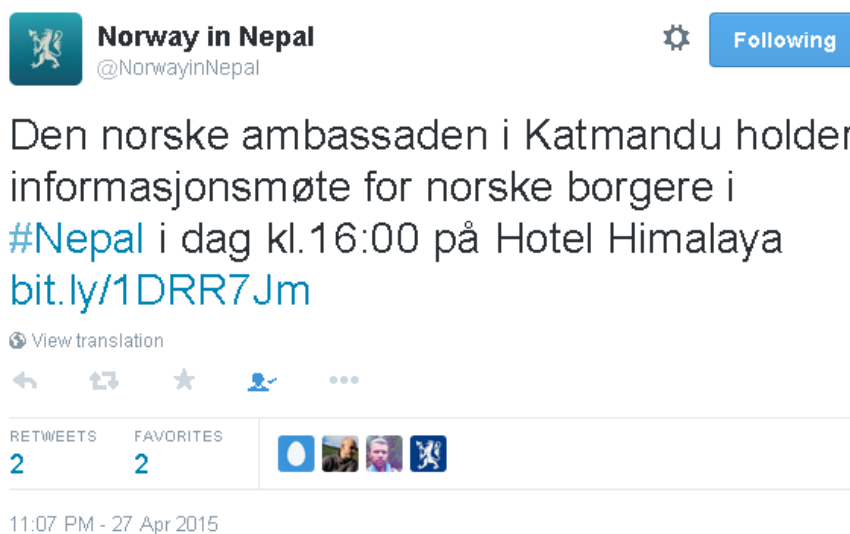 Norway in Nepal
@NorwayinNepal
Following
Den norske ambassaden i Katmandu holder
informasjonsmøte for norske borgere i
#Nepal i dag kl.16:00 på Hotel Himalaya
bit.ly/1DRR7Jm
View translation
RETWEETS FAVORITES
2 2
11:07 PM - 27 Apr 2015